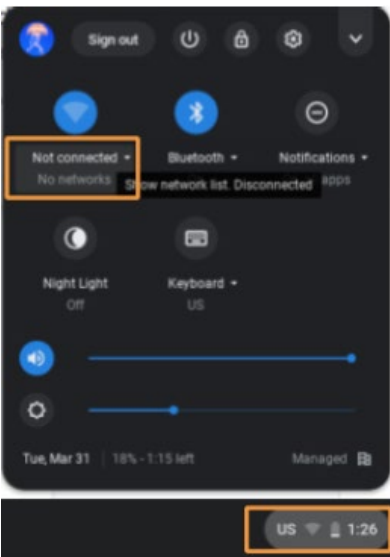 Sign out
Not connected
Bluetooth
Notifications
No networks
Show network list. Disconnected
apps
Night Light
Keyboard
Off
US
Tue, Mar 31 | 18% - 1:15 left
Managed
US 1:26